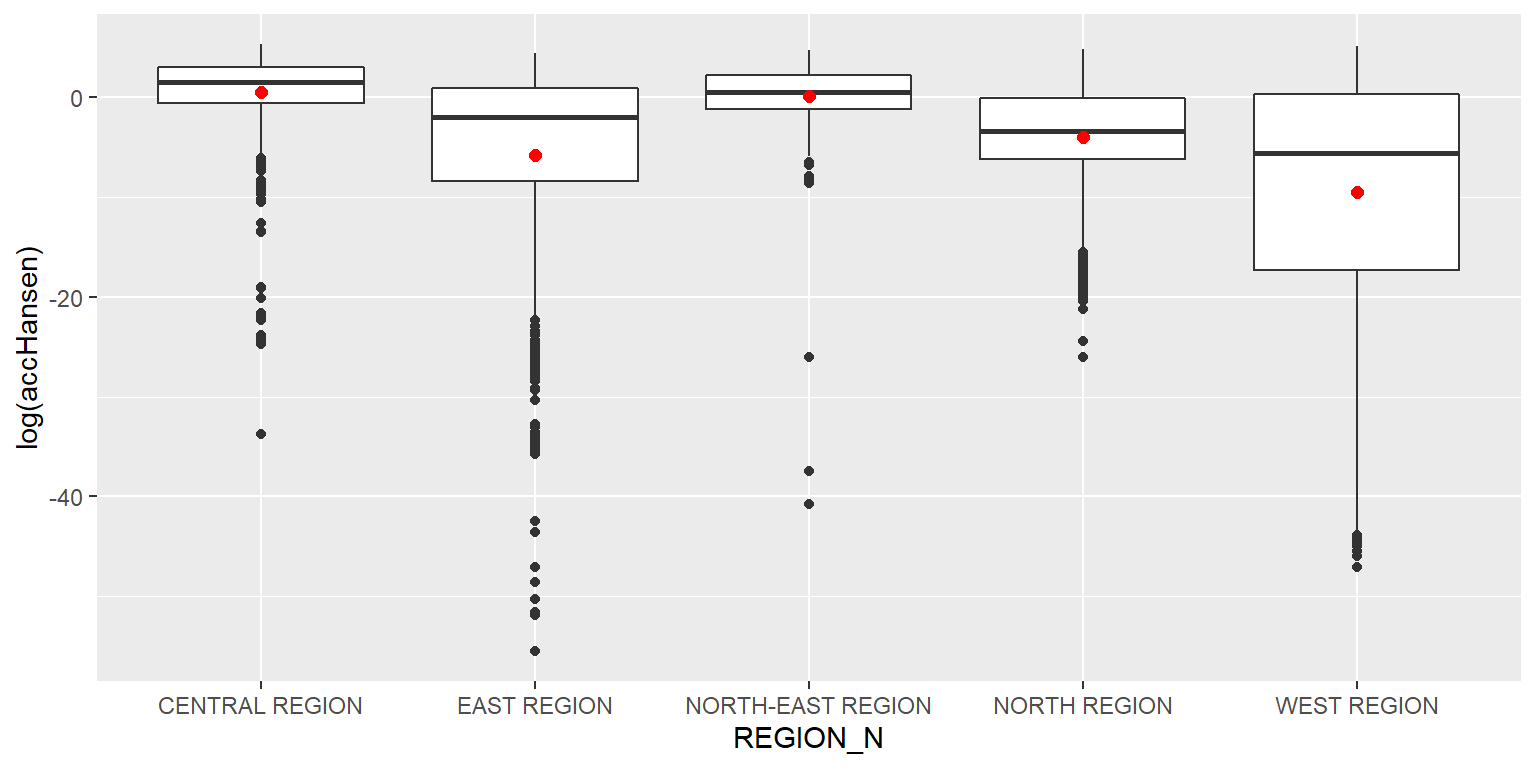 log(accHansen)
0
-20
-40
CENTRAL REGION
EAST REGION
NORTH-EAST REGION
NORTH REGION
WEST REGION
REGION_N